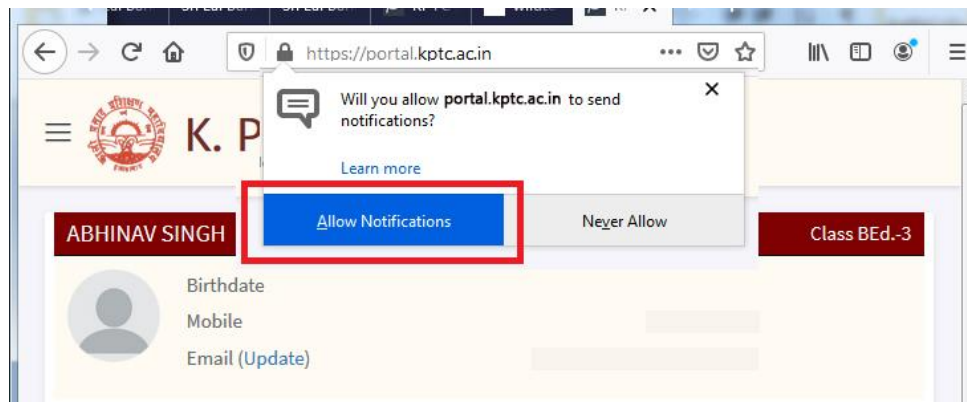 https://portal.kptc.ac.in
Will you allow portal.kptc.ac.in to send
notifications?
Learn more
Allow Notifications
Never Allow
K. P
ABHINAV SINGH
Class BEd.-3
Birthdate
Mobile
Email (Update)